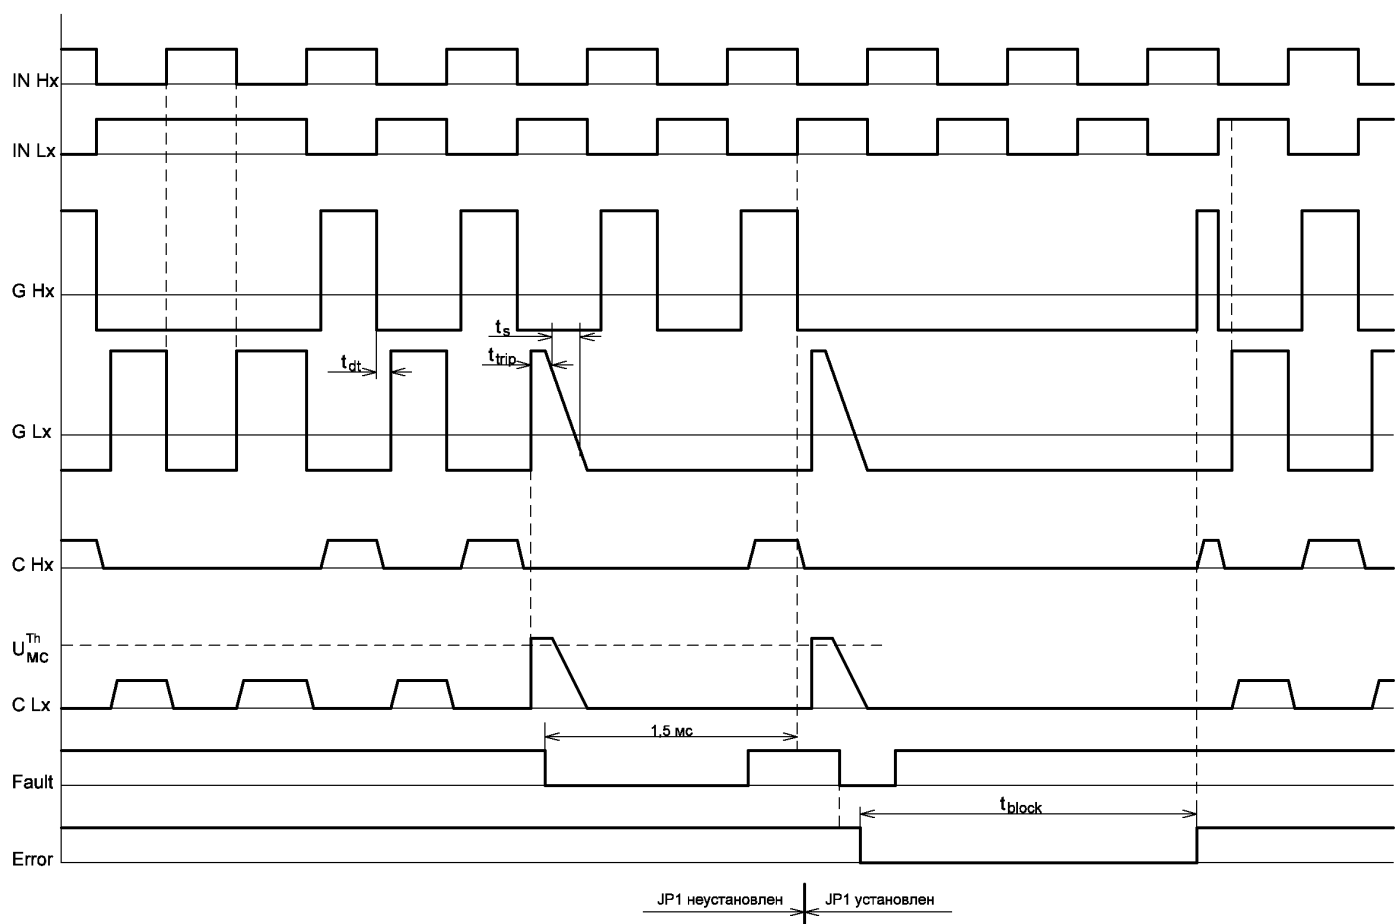 IN Hx
IN Lx
G Hx
ts
ttrip
tdt
G Lx
C Hx
UМСTh
C Lx
1,5 мс
Fault
tblock
Error
JP1 неустановлен
JP1 установлен